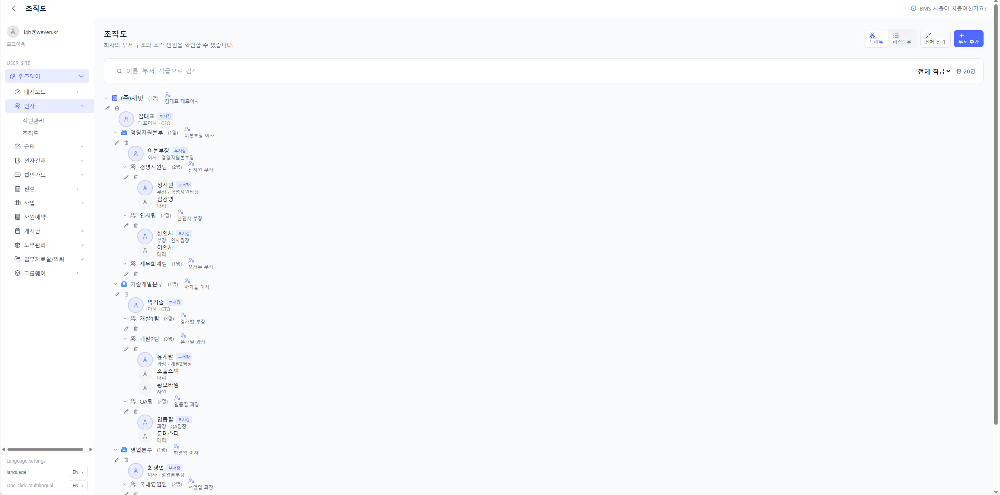 조직도
BMS 사용이 처음이신가요?
kjh@weven.kr
로그아웃
USER SITE
위즈웨어
대시보드
인사
직원관리
조직도
근태
전자결재
법인카드
일정
사업
자원예약
게시판
노무관리
업무자료실/의뢰
그룹웨어
Language settings
language EN ›
One-click multilingual EN ›
조직도
회사의 부서 구조와 소속 인원을 확인할 수 있습니다.
트리뷰 리스트뷰 전체 접기 부서 추가
이름, 부서, 직급으로 검색
전체 직급 총 20명
(주)재밋 (1명) 김대표 대표이사
김대표 부서장
대표이사 · CEO
경영지원본부 (1명) 이본부장 이사
이본부장 부서장
이사 · 경영지원본부장
경영지원팀 (2명) 정지원 부장
정지원 부서장
부장 · 경영지원팀장
김경영
대리
인사팀 (2명) 한인사 부장
한인사 부서장
부장 · 인사팀장
이인사
대리
재무회계팀 (1명) 오재무 부장
기술개발본부 (1명) 박기술 이사
박기술 부서장
이사 · CTO
개발1팀 (3명) 강개발 부장
개발2팀 (3명) 윤개발 과장
윤개발 부서장
과장 · 개발2팀장
조풀스택
대리
황모바일
사원
QA팀 (2명) 임품질 과장
임품질 부서장
과장 · QA팀장
문테스터
대리
영업본부 (1명) 최영업 이사
최영업 부서장
이사 · 영업본부장
국내영업팀 (2명) 서영업 과장